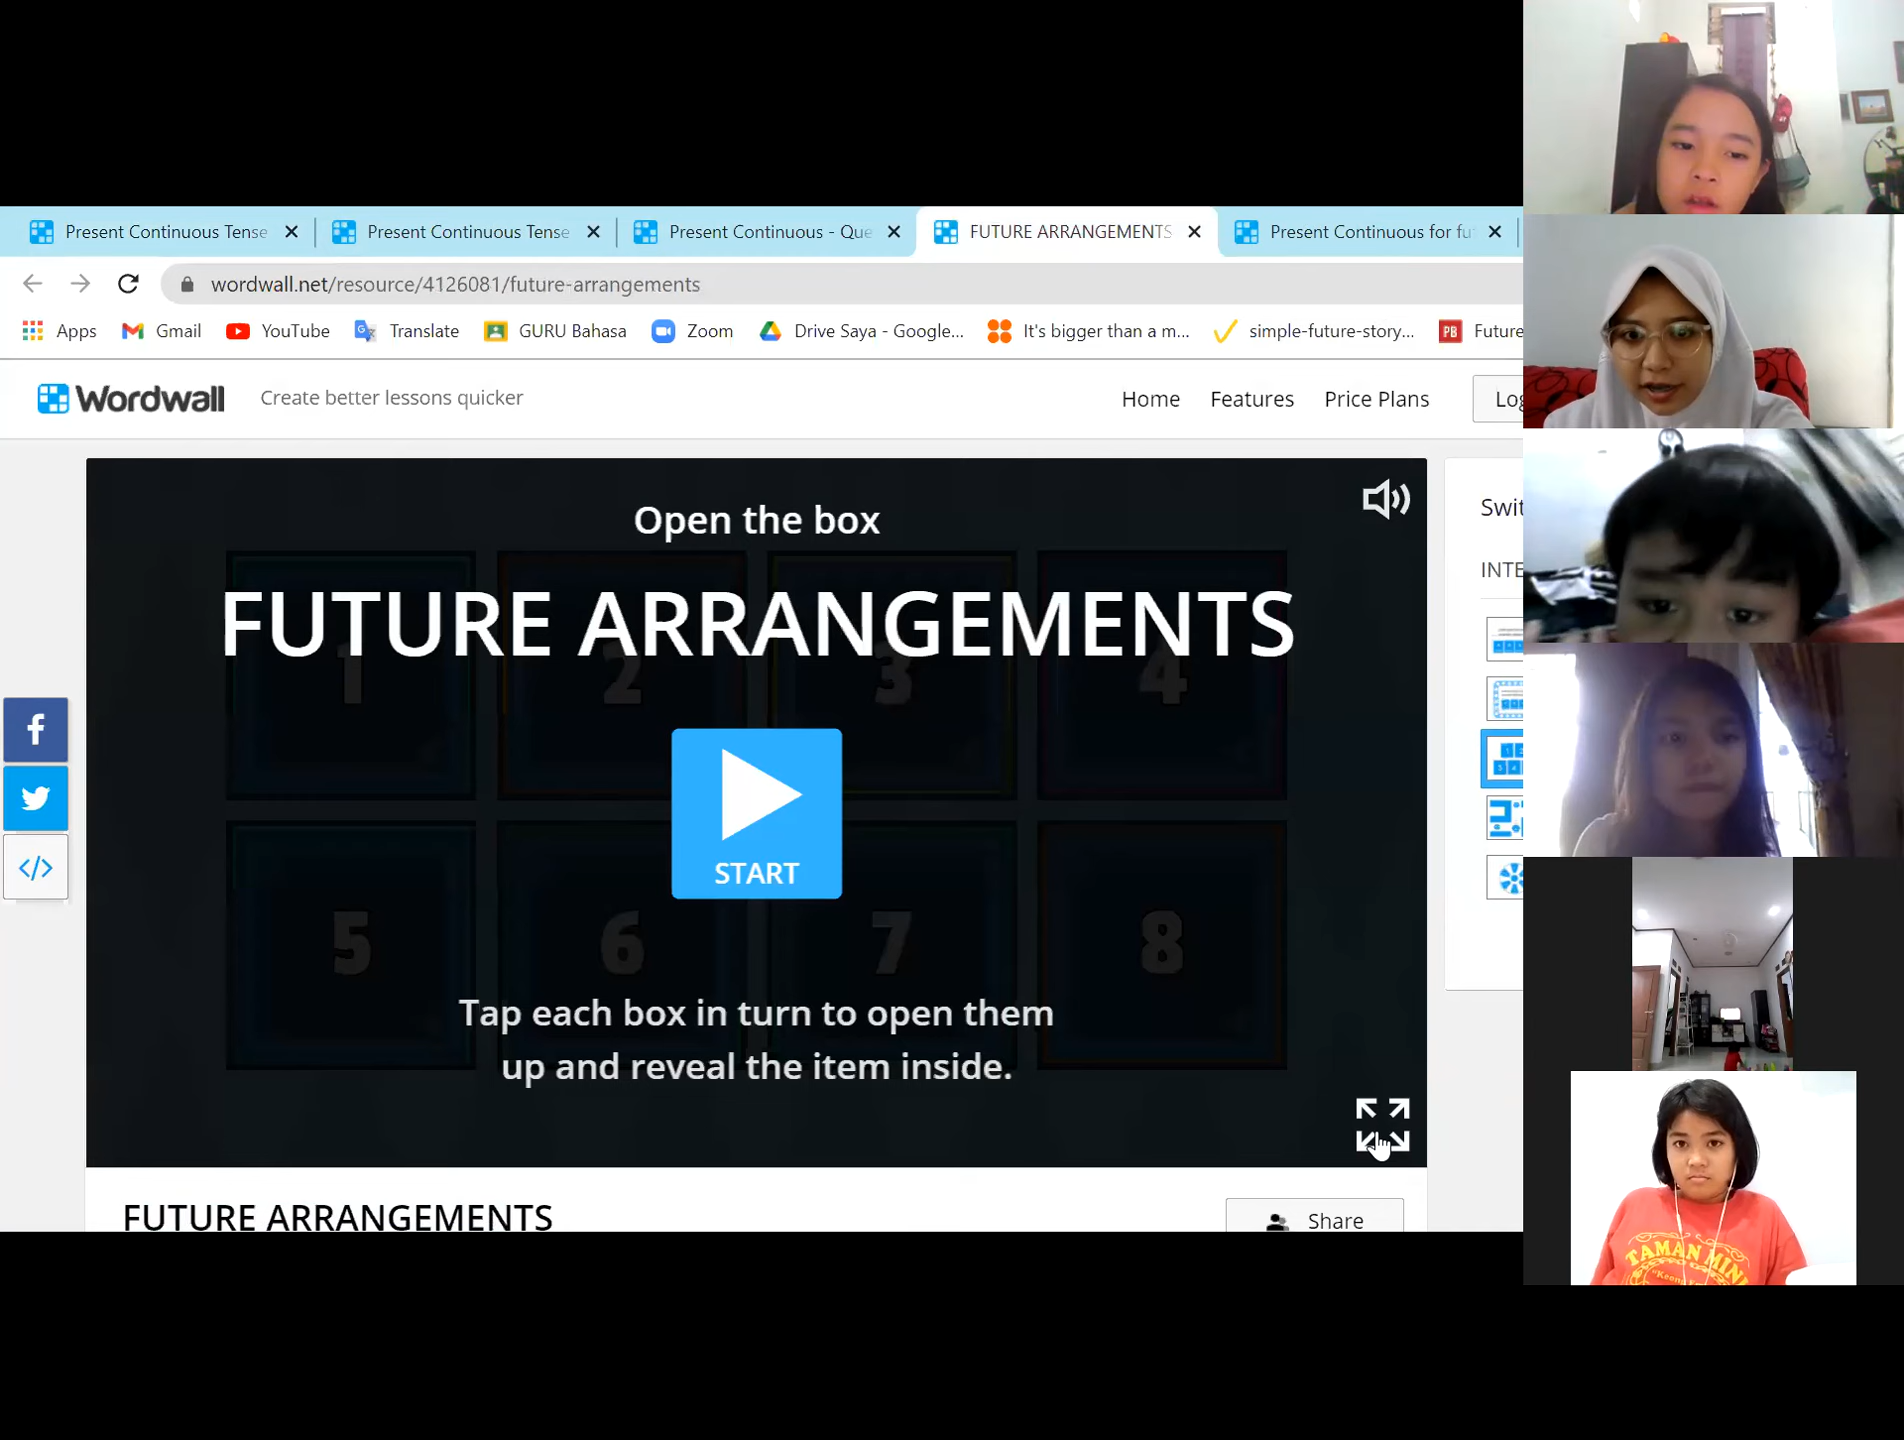 Present Continuous Tense
Present Continuous Tense
Present Continuous - Que
FUTURE ARRANGEMENTS
Present Continuous for fut
wordwall.net/resource/4126081/future-arrangements
Apps
Gmail
YouTube
Translate
GURU Bahasa
Zoom
Drive Saya - Google...
It's bigger than a m...
simple-future-story...
PB
Future
Wordwall
Create better lessons quicker
Home
Features
Price Plans
Log
Open the box
FUTURE ARRANGEMENTS
1
2
3
4
START
5
6
7
8
Tap each box in turn to open them
up and reveal the item inside.
Swit
INTE
FUTURE ARRANGEMENTS
Share
TAMAN MINI